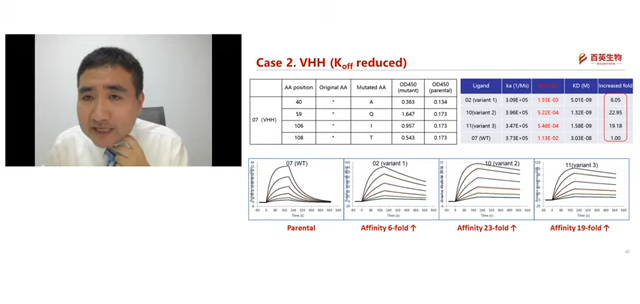 百英生物
Case 2. VHH (Koff reduced)
AA position Original AA Mutated AA OD450 (mutant) OD450 (parental)
07 (VHH)
40 * A 0.363 0.134
59 * Q 1.647 0.173
106 * I 0.957 0.173
108 * T 0.543 0.173
Ligand ka (1/Ms) KD (M) Increased fold
02 (variant 1) 3.09E+05 1.55E-03 5.01E-09 6.05
10(variant 2) 3.96E+05 5.22E-04 1.32E-09 22.95
11(variant 3) 3.47E+05 5.48E-04 1.58E-09 19.18
07 (WT) 3.73E+05 1.13E-02 3.03E-08 1.00
07 (WT) 02 (variant 1) 10 (variant 2) 11(variant 3)
Time (s) Time (s) Time (s) Time (s)
Parental Affinity 6-fold ↑ Affinity 23-fold ↑ Affinity 19-fold ↑